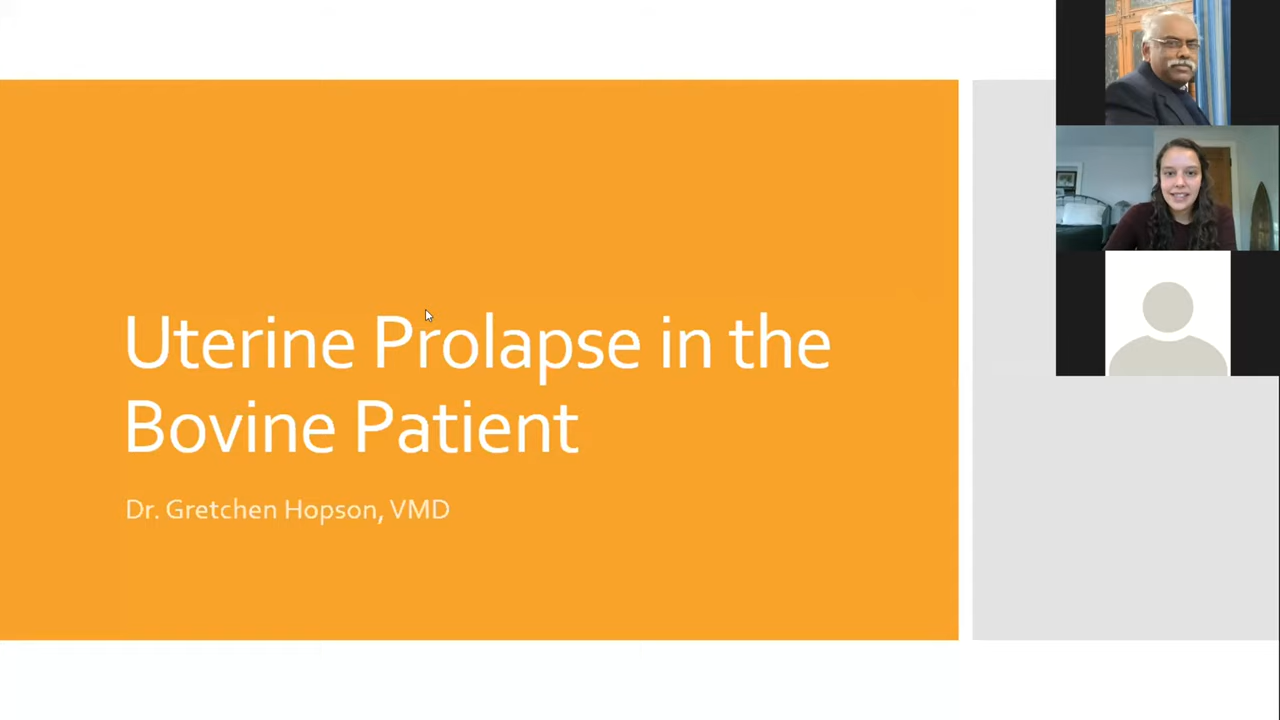 Uterine Prolapse in the
Bovine Patient
Dr. Gretchen Hopson, VMD